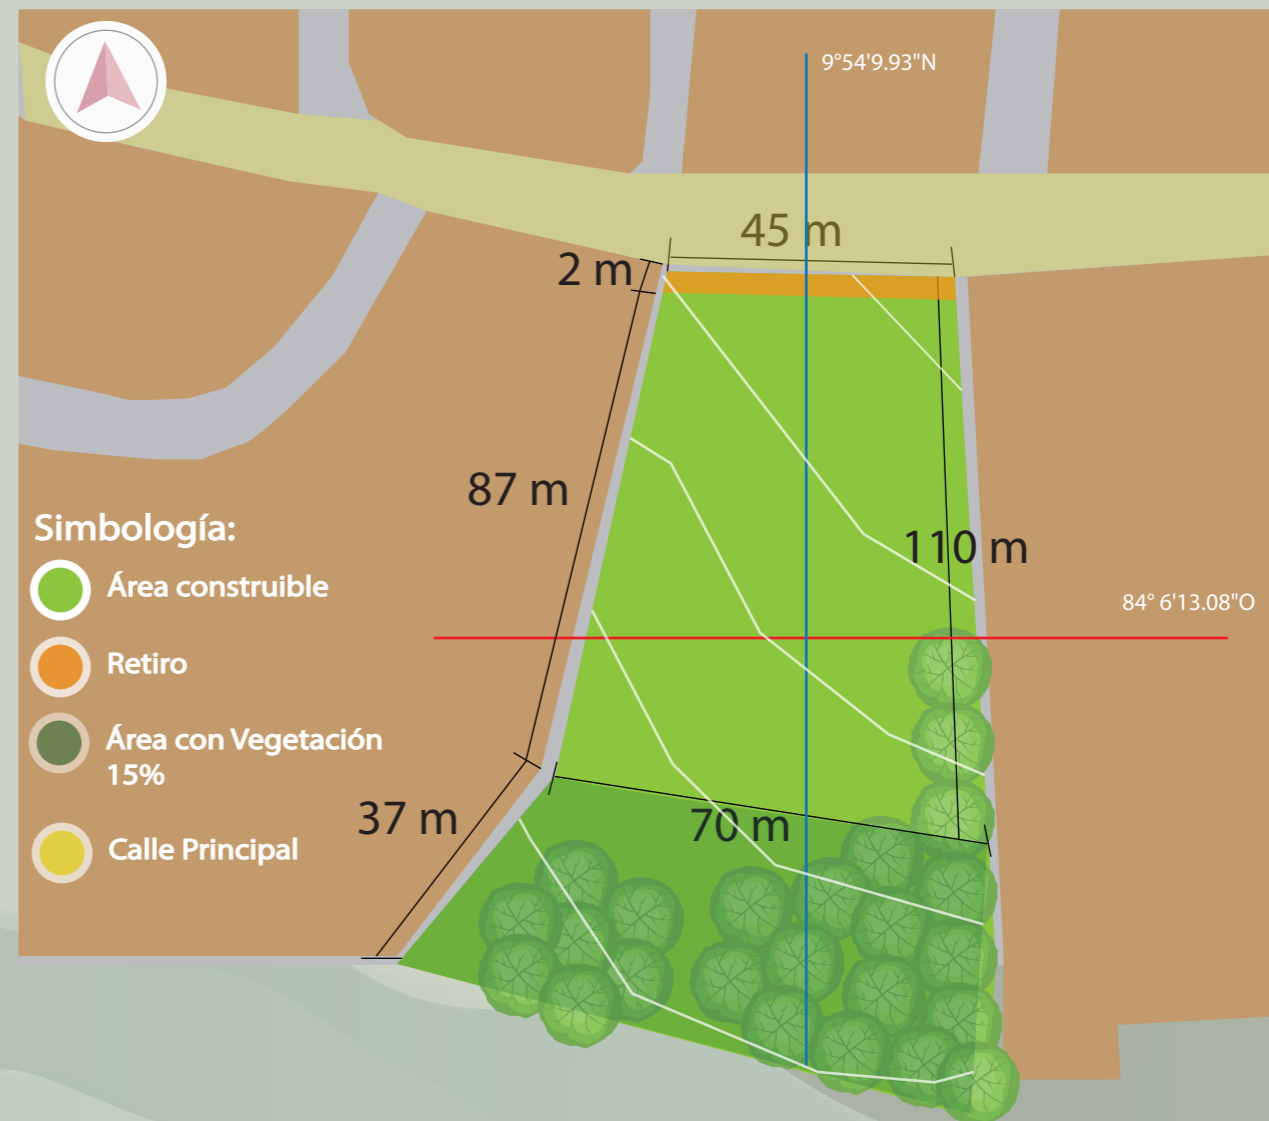 9°54'9.93"N
45 m
2 m
87 m
110 m
84° 6'13.08"O
37 m
70 m
Simbología:
Área construible
Retiro
Área con Vegetación
15%
Calle Principal